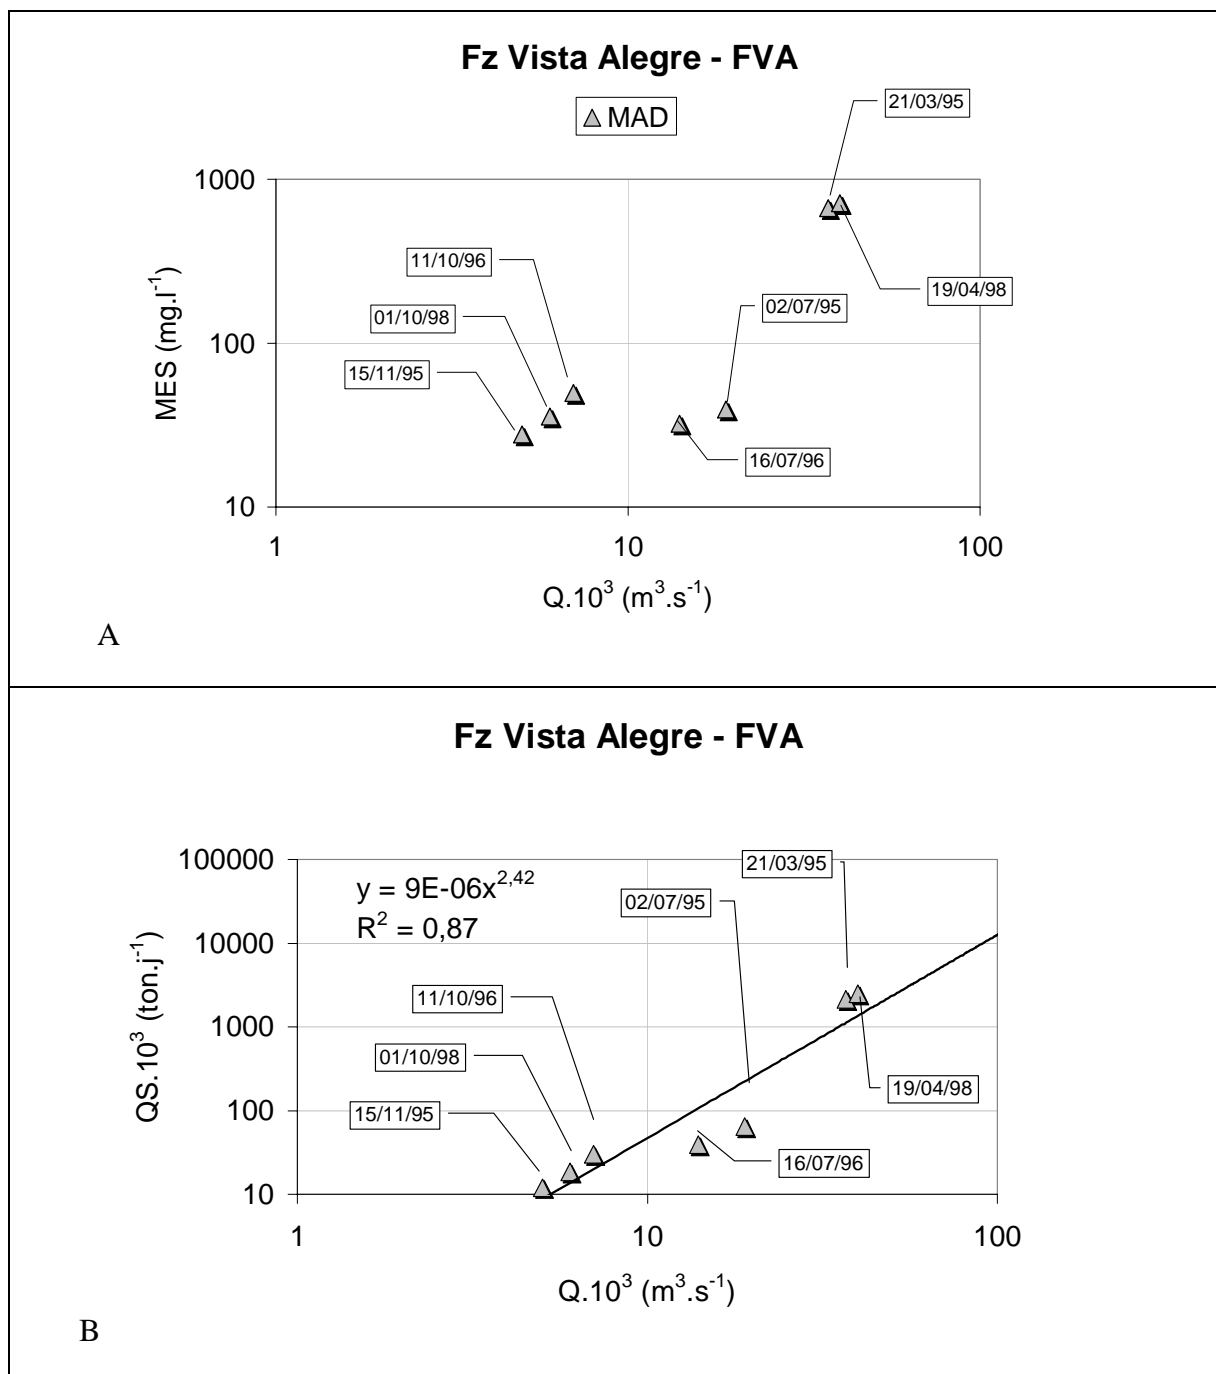 Fz Vista Alegre - FVA
MAD
21/03/95
1000
11/10/96
19/04/98
02/07/95
01/10/98
100
15/11/95
16/07/96
10
1 10 100
MES (mg.l⁻¹)
Q.10³ (m³.s⁻¹)
A
Fz Vista Alegre - FVA
100000
21/03/95
y = 9E-06x²,⁴²
02/07/95
R² = 0,87
10000
11/10/96
1000
01/10/98
19/04/98
15/11/95
100
16/07/96
10
1 10 100
QS.10³ (ton.j⁻¹)
Q.10³ (m³.s⁻¹)
B